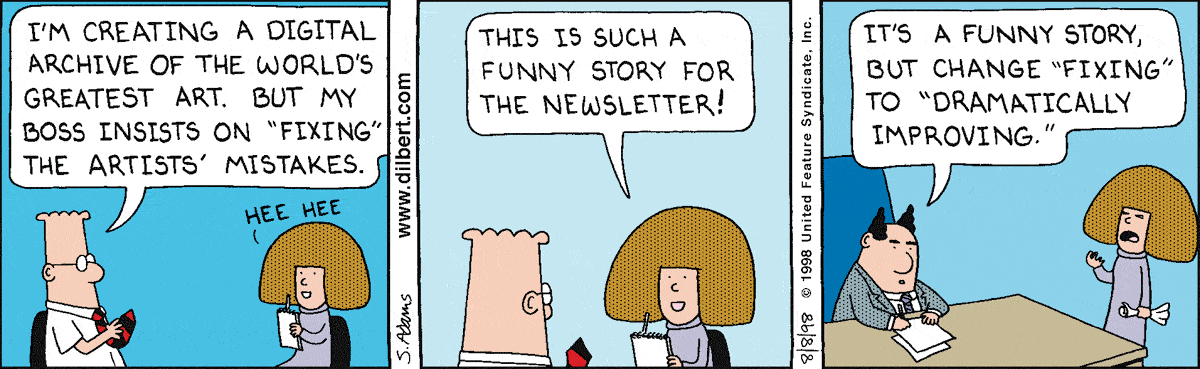 I'M CREATING A DIGITAL
ARCHIVE OF THE WORLD'S
GREATEST ART. BUT MY
BOSS INSISTS ON "FIXING"
THE ARTISTS' MISTAKES.
HEE HEE
www.dilbert.com
S. Adams
THIS IS SUCH A
FUNNY STORY FOR
THE NEWSLETTER!
8/8/98 © 1998 United Feature Syndicate, Inc.
IT'S A FUNNY STORY,
BUT CHANGE "FIXING"
TO "DRAMATICALLY
IMPROVING."